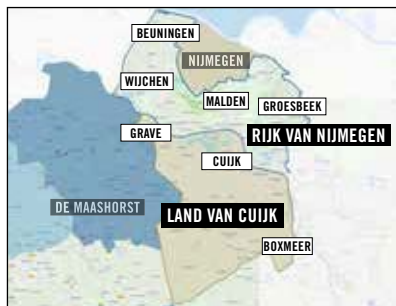 BEUNINGEN
NIJMEGEN
WIJCHEN
MALDEN
GROESBEEK
GRAVE
RIJK VAN NIJMEGEN
CUIJK
DE MAASHORST
LAND VAN CUIJK
BOXMEER